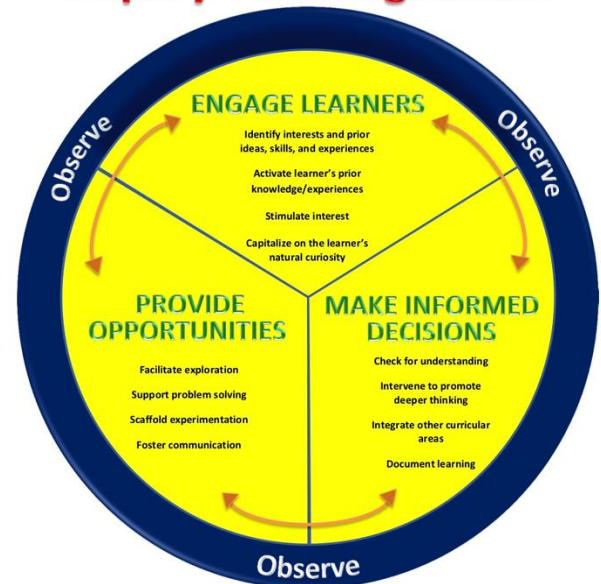 ENGAGE LEARNERS
Identify interests and prior
ideas, skills, and experiences
Activate learner's prior
knowledge/experiences
Stimulate interest
Capitalize on the learner's
natural curiosity
Observe
Observe
PROVIDE
OPPORTUNITIES
Facilitate exploration
Support problem solving
Scaffold experimentation
Foster communication
MAKE INFORMED
DECISIONS
Check for understanding
Intervene to promote
deeper thinking
Integrate other curricular
areas
Document learning
Observe